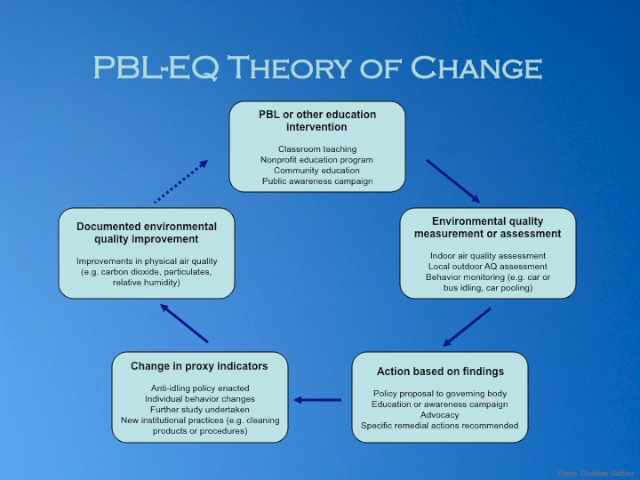 PBL-EQ Theory of Change
PBL or other education
intervention
Classroom teaching
Nonprofit education program
Community education
Public awareness campaign
Environmental quality
measurement or assessment
Indoor air quality assessment
Local outdoor AQ assessment
Behavior monitoring (e.g. car or
bus idling, car pooling)
Action based on findings
Policy proposal to governing body
Education or awareness campaign
Advocacy
Specific remedial actions recommended
Change in proxy indicators
Anti-idling policy enacted
Individual behavior changes
Further study undertaken
New institutional practices (e.g. cleaning
products or procedures)
Documented environmental
quality improvement
Improvements in physical air quality
(e.g. carbon dioxide, particulates,
relative humidity)
Photo: Christian